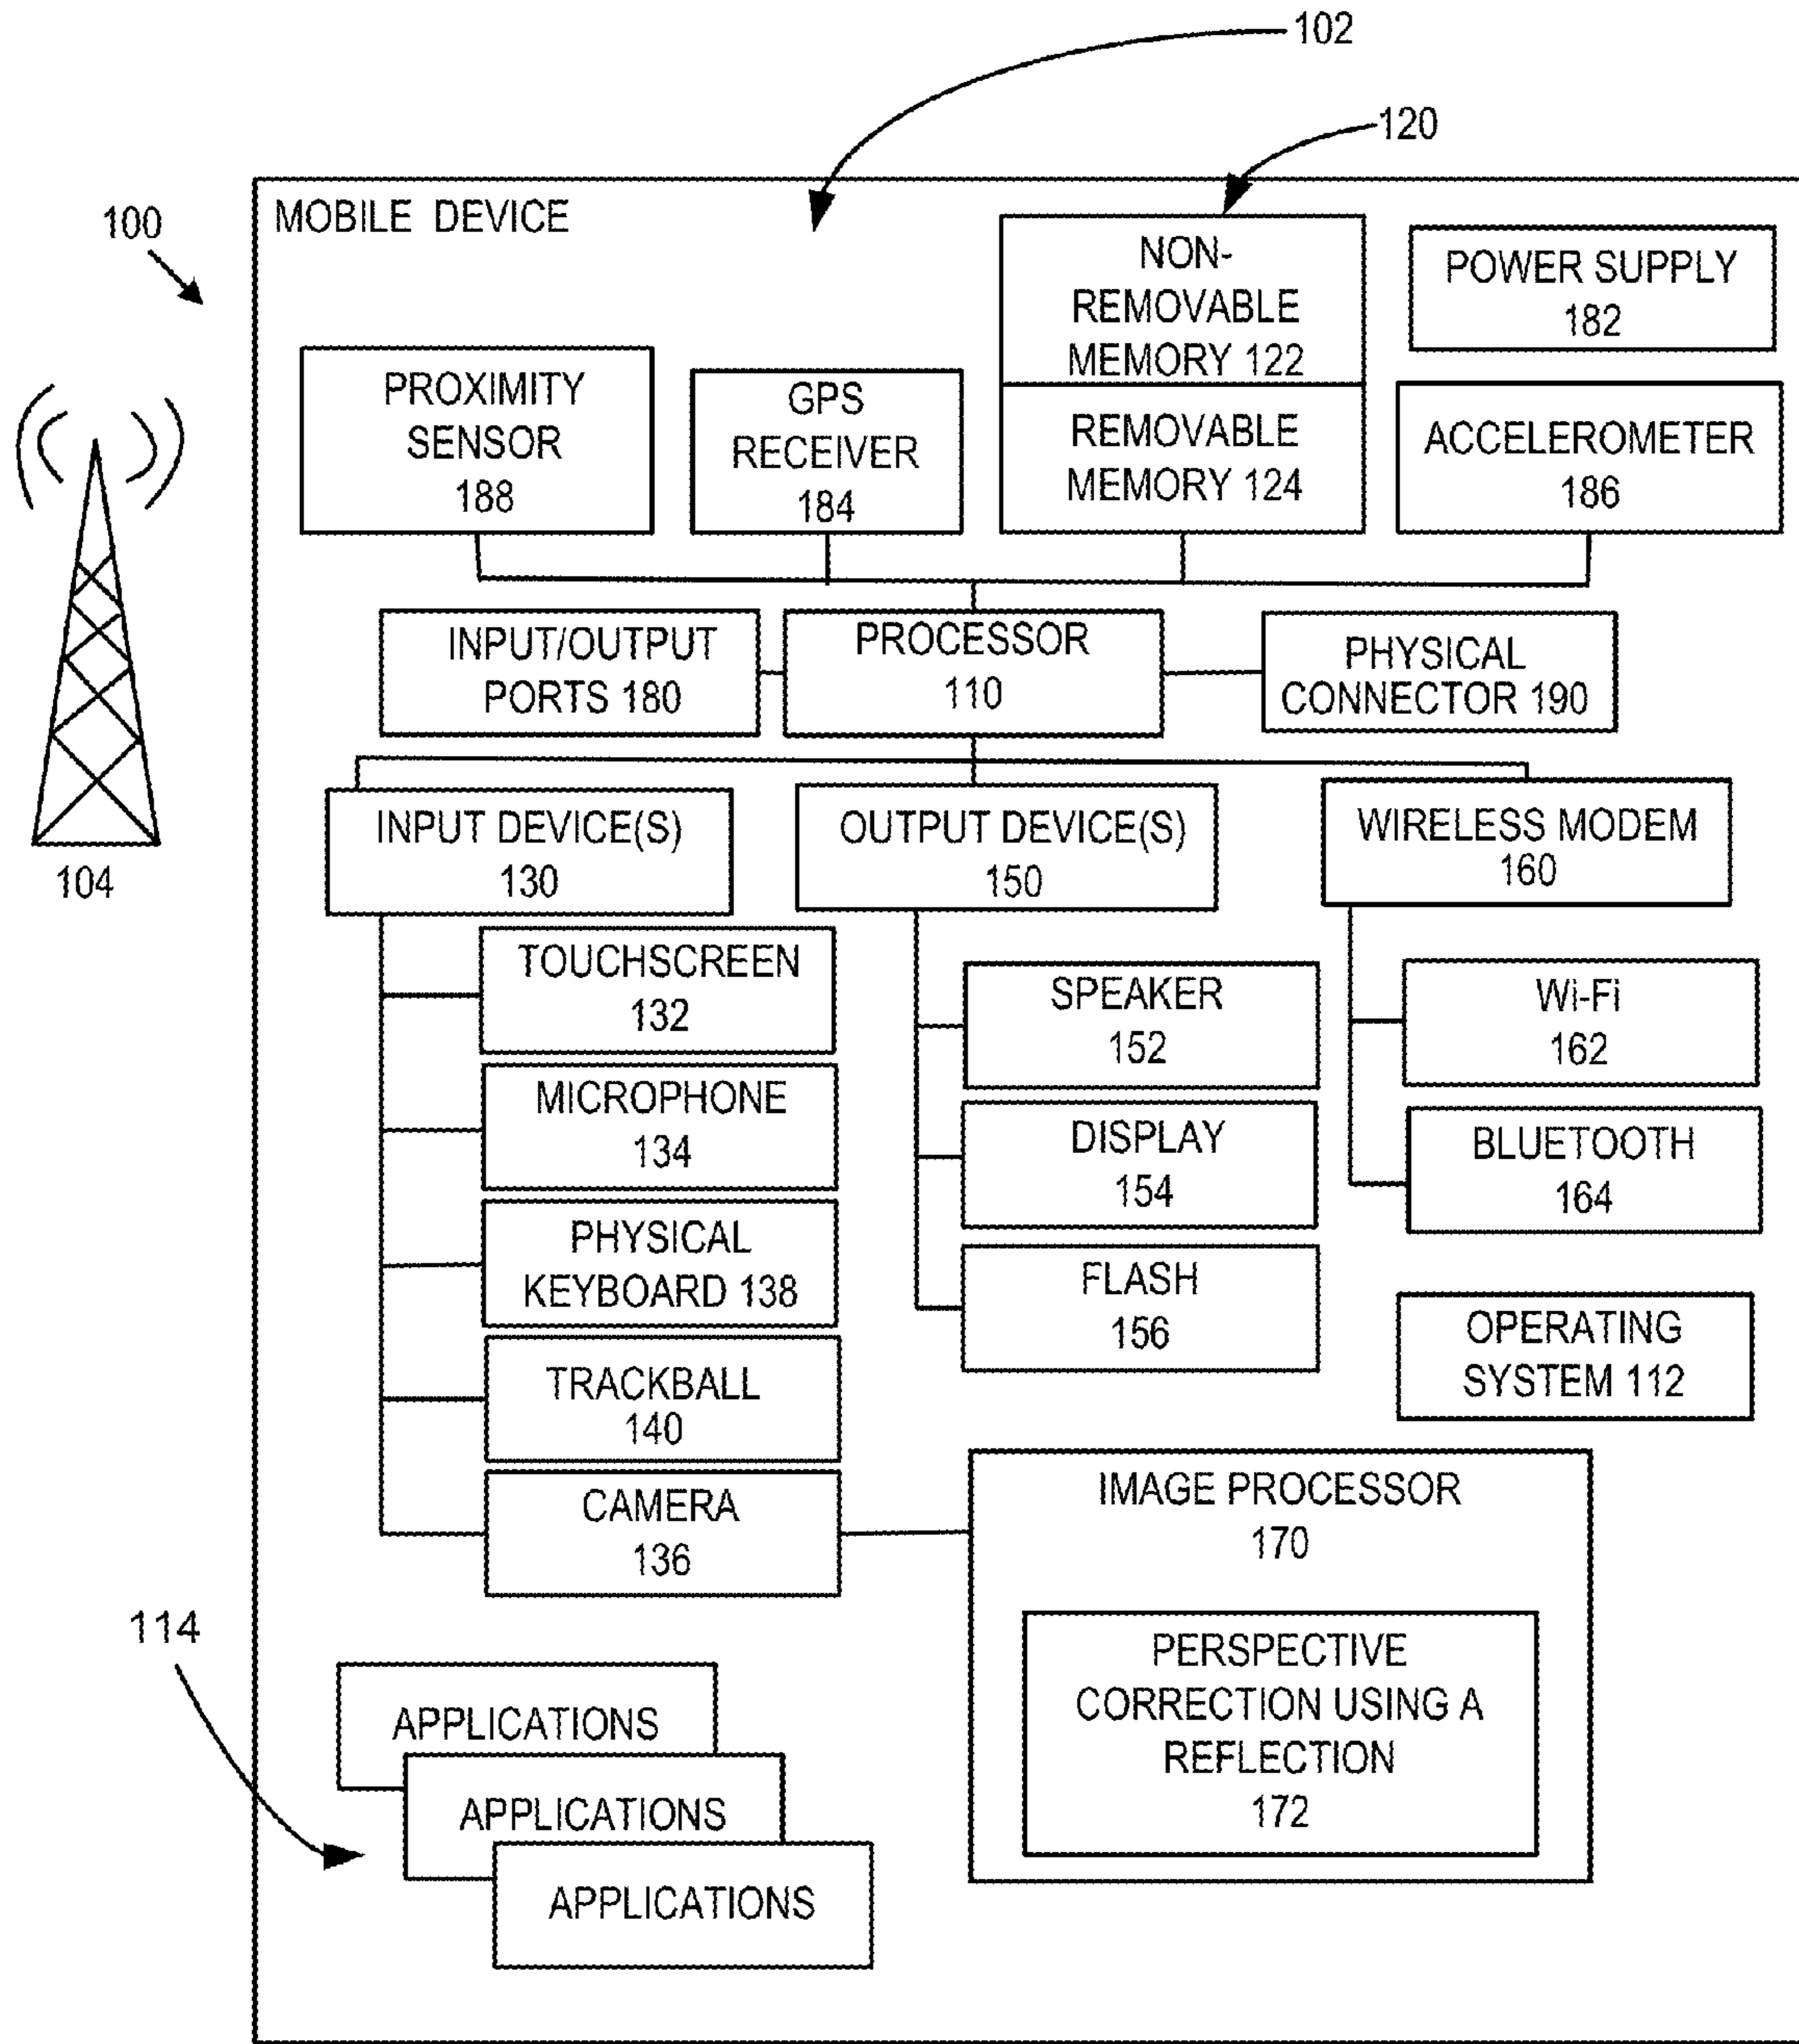 102
120
100
MOBILE DEVICE
NON-
REMOVABLE
MEMORY 122
REMOVABLE
MEMORY 124
POWER SUPPLY
182
PROXIMITY
SENSOR
188
GPS
RECEIVER
184
ACCELEROMETER
186
INPUT/OUTPUT
PORTS 180
PROCESSOR
110
PHYSICAL
CONNECTOR 190
104
INPUT DEVICE(S)
130
OUTPUT DEVICE(S)
150
WIRELESS MODEM
160
TOUCHSCREEN
132
MICROPHONE
134
PHYSICAL
KEYBOARD 138
TRACKBALL
140
CAMERA
136
SPEAKER
152
DISPLAY
154
FLASH
156
Wi-Fi
162
BLUETOOTH
164
OPERATING
SYSTEM 112
IMAGE PROCESSOR
170
PERSPECTIVE
CORRECTION USING A
REFLECTION
172
114
APPLICATIONS
APPLICATIONS
APPLICATIONS